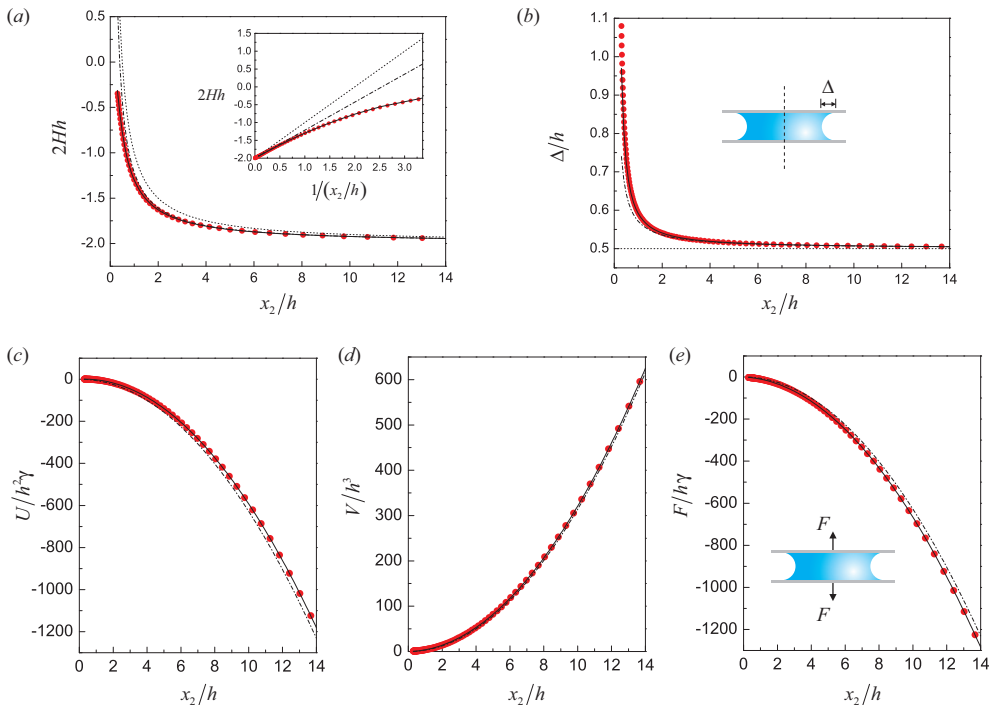 (a)
0.5
0.0
-0.5
-1.0
-1.5
-2.0
2Hh
0 2 4 6 8 10 12 14
x₂/h
1.5
1.0
0.5
0.0
-0.5
-1.0
-1.5
-2.0
2Hh
0.0 0.5 1.0 1.5 2.0 2.5 3.0
1/(x₂/h)
(b)
1.1
1.0
0.9
0.8
0.7
0.6
0.5
Δ/h
Δ
0 2 4 6 8 10 12 14
x₂/h
(c)
0
-200
-400
-600
-800
-1000
-1200
U/h²γ
0 2 4 6 8 10 12 14
x₂/h
(d)
600
500
400
300
200
100
0
V/h³
0 2 4 6 8 10 12 14
x₂/h
(e)
0
-200
-400
-600
-800
-1000
-1200
F/hγ
F
F
0 2 4 6 8 10 12 14
x₂/h